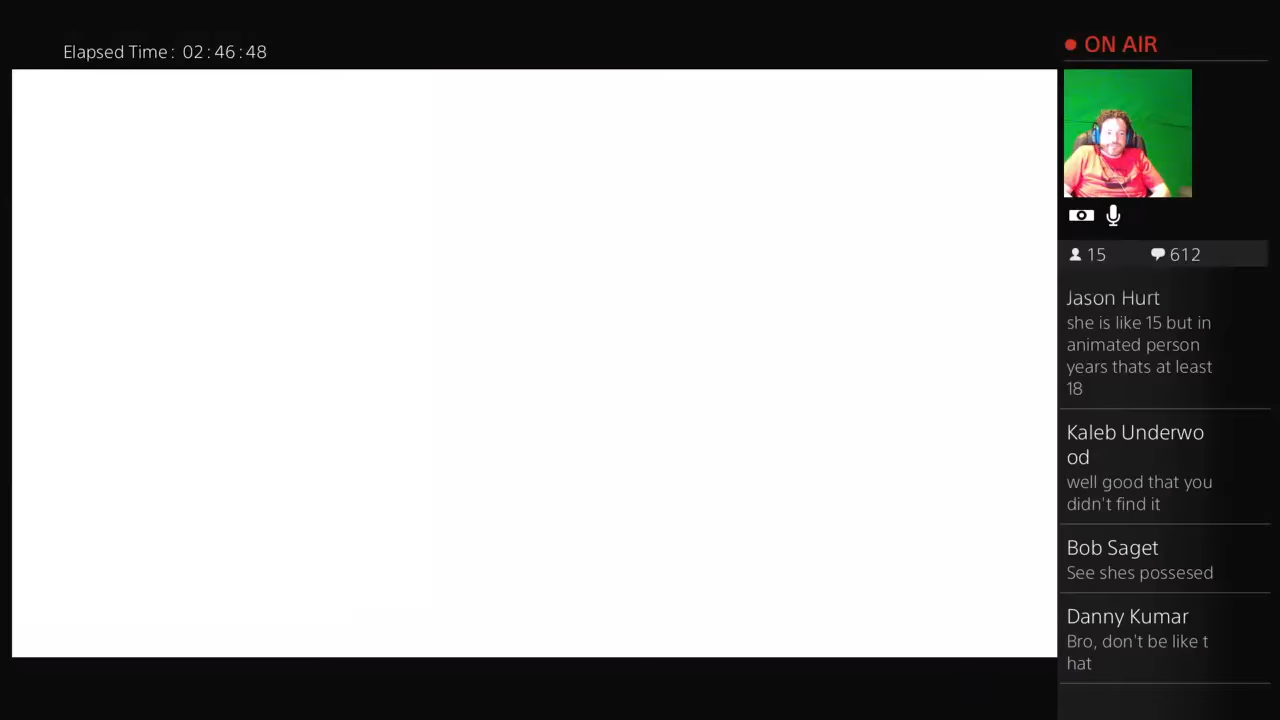 Elapsed Time: 02:46:48
ON AIR
15 612
Jason Hurt
she is like 15 but in
animated person
years thats at least
18
Kaleb Underwo
od
well good that you
didn't find it
Bob Saget
See shes possesed
Danny Kumar
Bro, don't be like t
hat